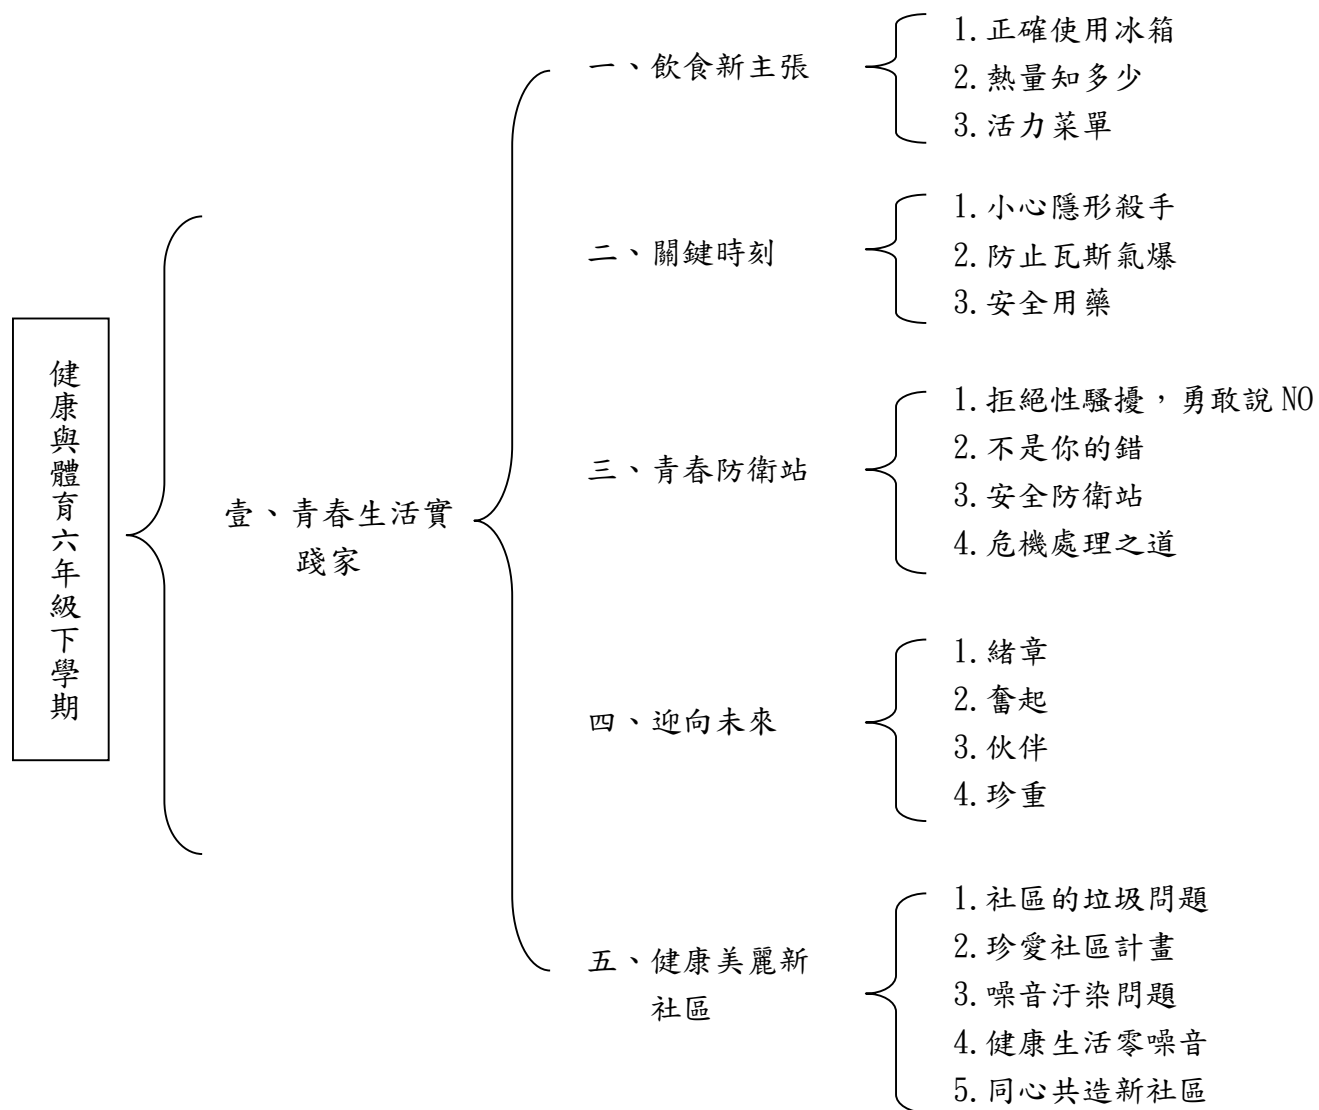 健康與體育六年級下學期
壹、青春生活實
踐家
一、飲食新主張
1.正確使用冰箱
2.熱量知多少
3.活力菜單
二、關鍵時刻
1.小心隱形殺手
2.防止瓦斯氣爆
3.安全用藥
三、青春防衛站
1.拒絕性騷擾，勇敢說 NO
2.不是你的錯
3.安全防衛站
4.危機處理之道
四、迎向未來
1.緒章
2.奮起
3.伙伴
4.珍重
五、健康美麗新
社區
1.社區的垃圾問題
2.珍愛社區計畫
3.噪音汙染問題
4.健康生活零噪音
5.同心共造新社區